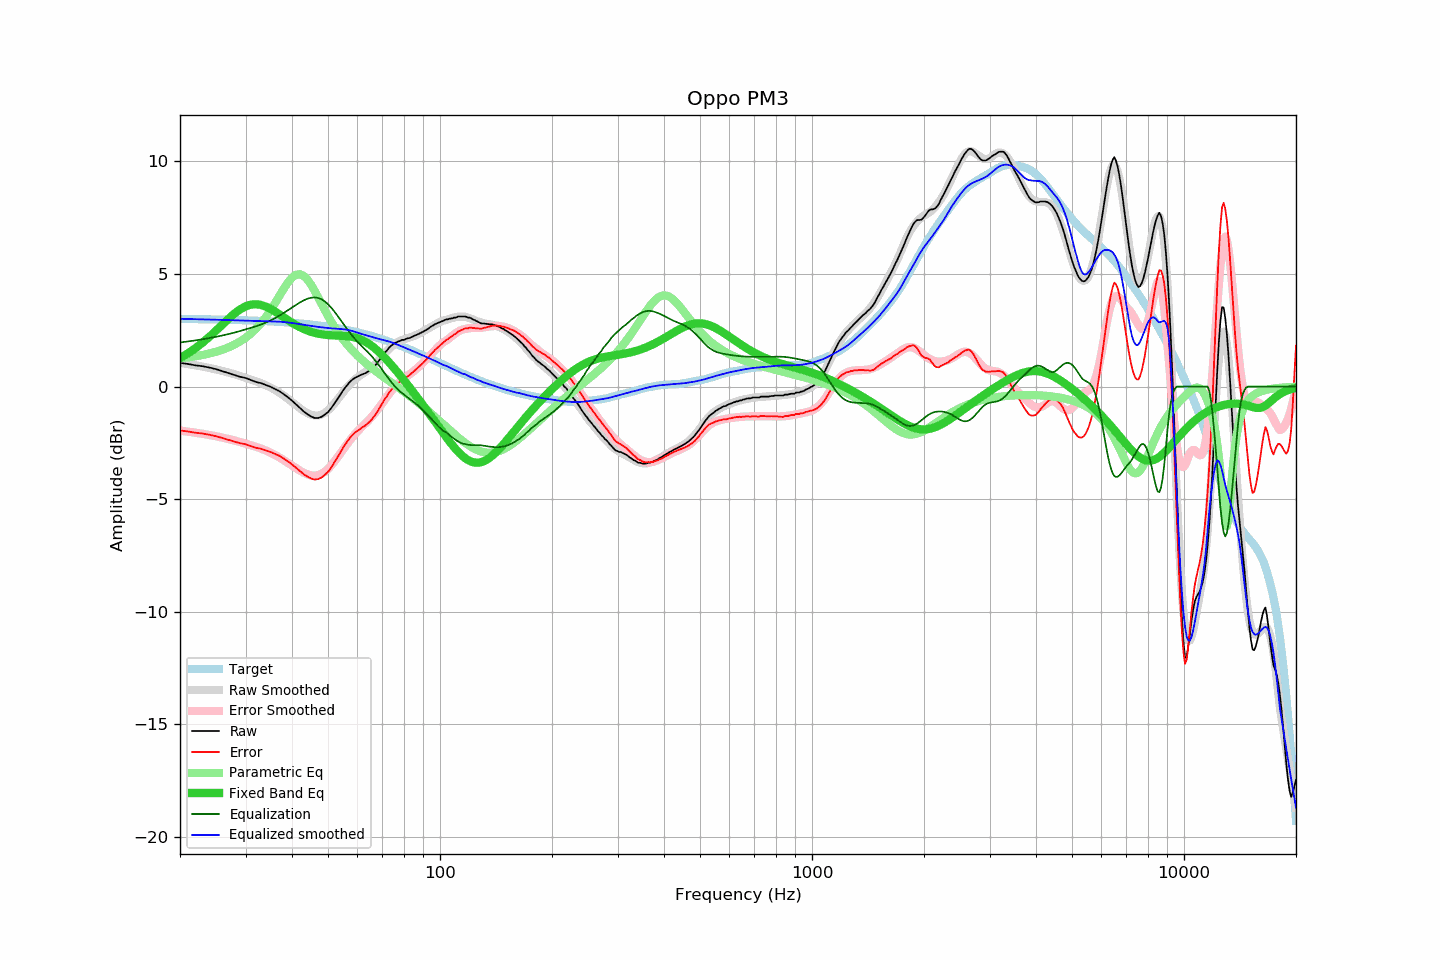 Oppo PM3
Amplitude (dBr)
10
5
0
−5
−10
−15
−20
Target
Raw Smoothed
Error Smoothed
Raw
Error
Parametric Eq
Fixed Band Eq
Equalization
Equalized smoothed
100
1000
10000
Frequency (Hz)